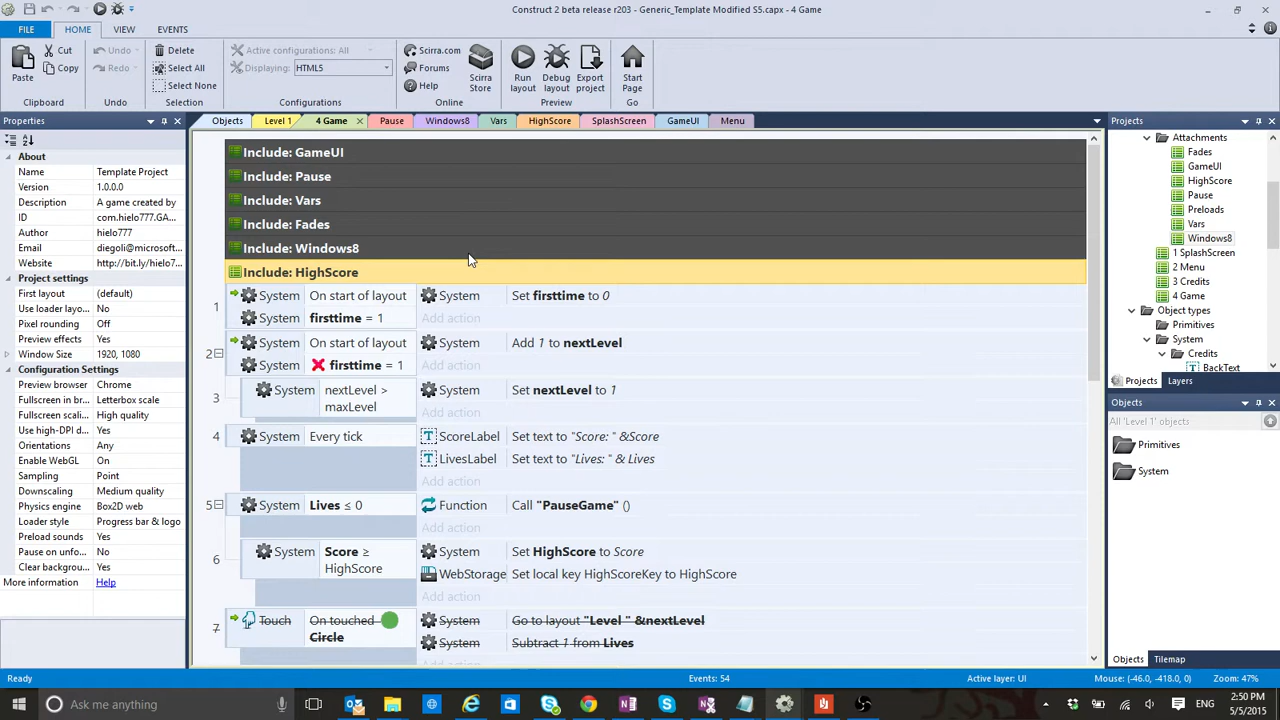 Construct 2 beta release r203 - Generic_Template Modified S5.capx - 4 Game
FILE HOME VIEW EVENTS
Paste Cut Copy Clipboard
Undo Redo Undo
Delete Select All Select None Selection
Active configurations: All
Displaying: HTML5
Configurations
Scirra.com Forums Help Scirra Store Online
Run layout Debug layout Export project Preview
Start Page Go
Properties
Objects Level 1 4 Game Pause Windows8 Vars HighScore SplashScreen GameUI Menu
About
Name Template Project
Version 1.0.0.0
Description A game created by
ID com.hielo777.GA...
Author hielo777
Email diegoli@microsoft...
Website http://bit.ly/hielo7...
Project settings
First layout (default)
Use loader layo... No
Pixel rounding Off
Preview effects Yes
Window Size 1920, 1080
Configuration Settings
Preview browser Chrome
Fullscreen in bro... Letterbox scale
Fullscreen scali... High quality
Use high-DPI d... Yes
Orientations Any
Enable WebGL On
Sampling Point
Downscaling Medium quality
Physics engine Box2D web
Loader style Progress bar & logo
Preload sounds Yes
Pause on unfo... No
Clear backgrou... Yes
More information Help
Include: GameUI
Include: Pause
Include: Vars
Include: Fades
Include: Windows8
Include: HighScore
1 System On start of layout System Set firsttime to 0
System firsttime = 1 Add action
2 System On start of layout System Add 1 to nextLevel
System firsttime = 1 Add action
3 System nextLevel > maxLevel System Set nextLevel to 1
Add action
4 System Every tick ScoreLabel Set text to "Score: " &Score
LivesLabel Set text to "Lives: " & Lives
Add action
5 System Lives ≤ 0 Function Call "PauseGame" ()
Add action
6 System Score ≥ HighScore System Set HighScore to Score
WebStorage Set local key HighScoreKey to HighScore
Add action
7 Touch On touched Circle System Go to layout "Level " &nextLevel
System Subtract 1 from Lives
Projects
Attachments
Fades
GameUI
HighScore
Pause
Preloads
Vars
Windows8
1 SplashScreen
2 Menu
3 Credits
4 Game
Object types
Primitives
System
Credits
BackText
Projects Layers
Objects
All 'Level 1' objects
Primitives
System
Objects Tilemap
Ready Events: 54 Active layer: UI Mouse: (-46.0, -418.0, 0) Zoom: 47%
Ask me anything
ENG
2:50 PM
5/5/2015